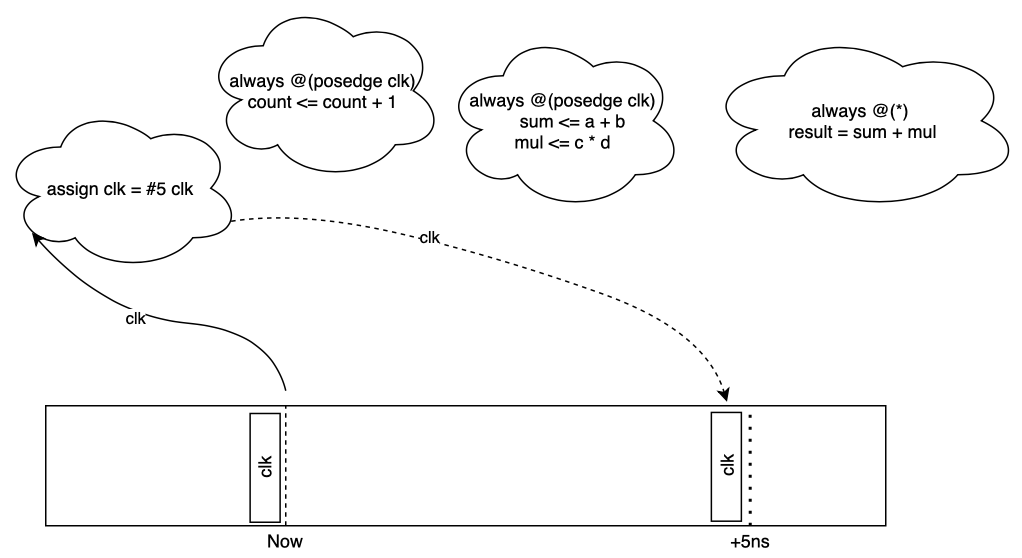 always @(posedge clk)
count <= count + 1
always @(posedge clk)
sum <= a + b
mul <= c * d
always @(*)
result = sum + mul
assign clk = #5 clk
clk
clk
clk
clk
Now
+5ns